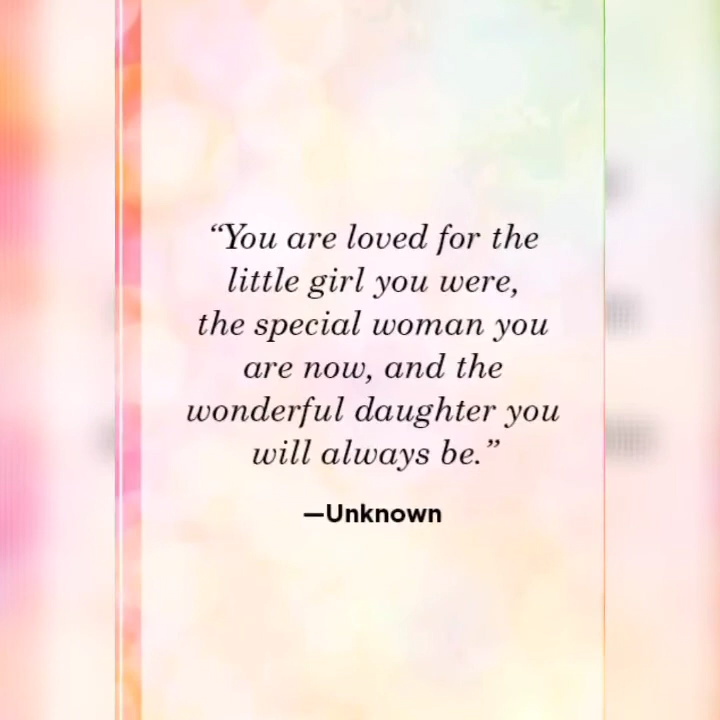 “You are loved for the
little girl you were,
the special woman you
are now, and the
wonderful daughter you
will always be.”
—Unknown